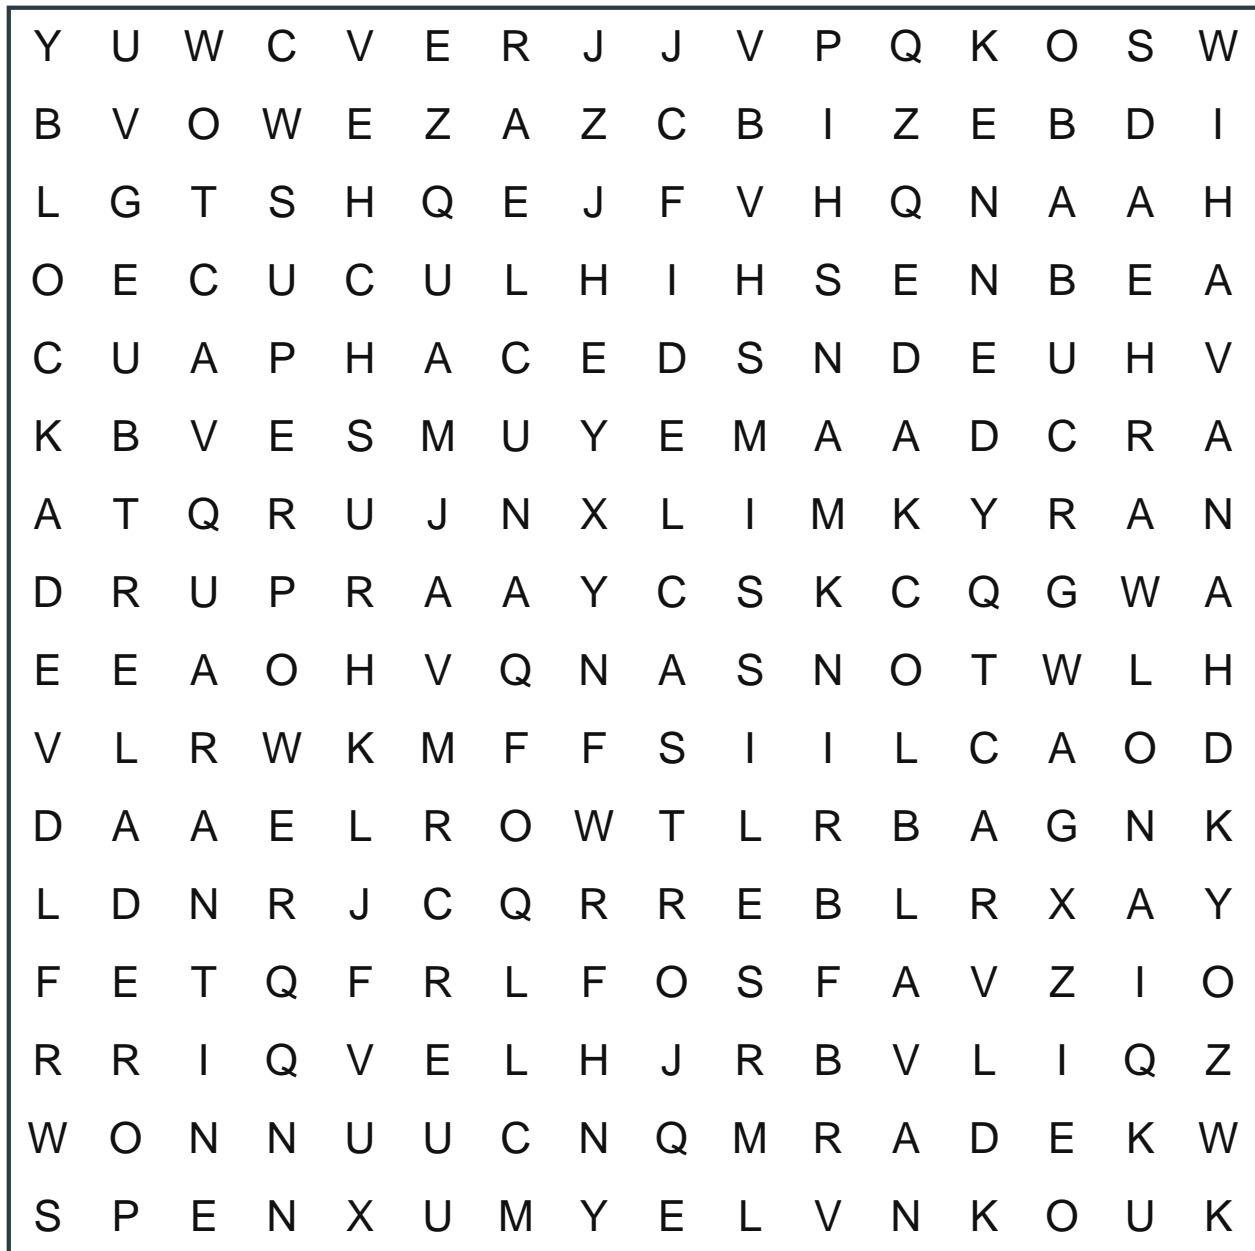 Y U W C V E R J J V P Q K O S W
B V O W E Z A Z C B I Z E B D I
L G T S H Q E J F V H Q N A A H
O E C U C U L H I H S E N B E A
C U A P H A C E D S N D E U H V
K B V E S M U Y E M A A D C R A
A T Q R U J N X L I M K Y R A N
D R U P R A A Y C S K C Q G W A
E E A O H V Q N A S N O T W L H
V L R W K M F F S I I L C A O D
D A A E L R O W T L R B A G N K
L D N R J C Q R R E B L R X A Y
F E T Q F R L F O S F A V Z I O
R R I Q V E L H J R B V L I Q Z
W O N N U U C N Q M R A D E K W
S P E N X U M Y E L V N K O U K